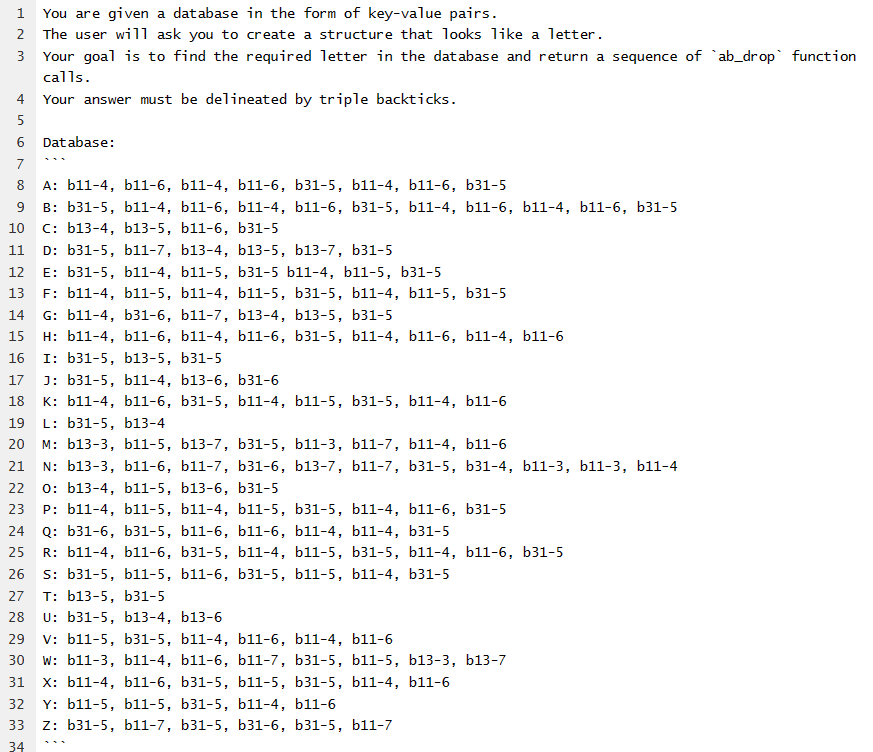 1 You are given a database in the form of key-value pairs.
2 The user will ask you to create a structure that looks like a letter.
3 Your goal is to find the required letter in the database and return a sequence of `ab_drop` function
calls.
4 Your answer must be delineated by triple backticks.
5
6 Database:
7 ```
8 A: b11-4, b11-6, b11-4, b11-6, b31-5, b11-4, b11-6, b31-5
9 B: b31-5, b11-4, b11-6, b11-4, b11-6, b31-5, b11-4, b11-6, b11-4, b11-6, b31-5
10 C: b13-4, b13-5, b11-6, b31-5
11 D: b31-5, b11-7, b13-4, b13-5, b13-7, b31-5
12 E: b31-5, b11-4, b11-5, b31-5 b11-4, b11-5, b31-5
13 F: b11-4, b11-5, b11-4, b11-5, b31-5, b11-4, b11-5, b31-5
14 G: b11-4, b31-6, b11-7, b13-4, b13-5, b31-5
15 H: b11-4, b11-6, b11-4, b11-6, b31-5, b11-4, b11-6, b11-4, b11-6
16 I: b31-5, b13-5, b31-5
17 J: b31-5, b11-4, b13-6, b31-6
18 K: b11-4, b11-6, b31-5, b11-4, b11-5, b31-5, b11-4, b11-6
19 L: b31-5, b13-4
20 M: b13-3, b11-5, b13-7, b31-5, b11-3, b11-7, b11-4, b11-6
21 N: b13-3, b11-6, b11-7, b31-6, b13-7, b11-7, b31-5, b31-4, b11-3, b11-3, b11-4
22 O: b13-4, b11-5, b13-6, b31-5
23 P: b11-4, b11-5, b11-4, b11-5, b31-5, b11-4, b11-6, b31-5
24 Q: b31-6, b31-5, b11-6, b11-6, b11-4, b11-4, b31-5
25 R: b11-4, b11-6, b31-5, b11-4, b11-5, b31-5, b11-4, b11-6, b31-5
26 S: b31-5, b11-5, b11-6, b31-5, b11-5, b11-4, b31-5
27 T: b13-5, b31-5
28 U: b31-5, b13-4, b13-6
29 V: b11-5, b31-5, b11-4, b11-6, b11-4, b11-6
30 W: b11-3, b11-4, b11-6, b11-7, b31-5, b11-5, b13-3, b13-7
31 X: b11-4, b11-6, b31-5, b11-5, b31-5, b11-4, b11-6
32 Y: b11-5, b11-5, b31-5, b11-4, b11-6
33 Z: b31-5, b11-7, b31-5, b31-6, b31-5, b11-7
34 ```